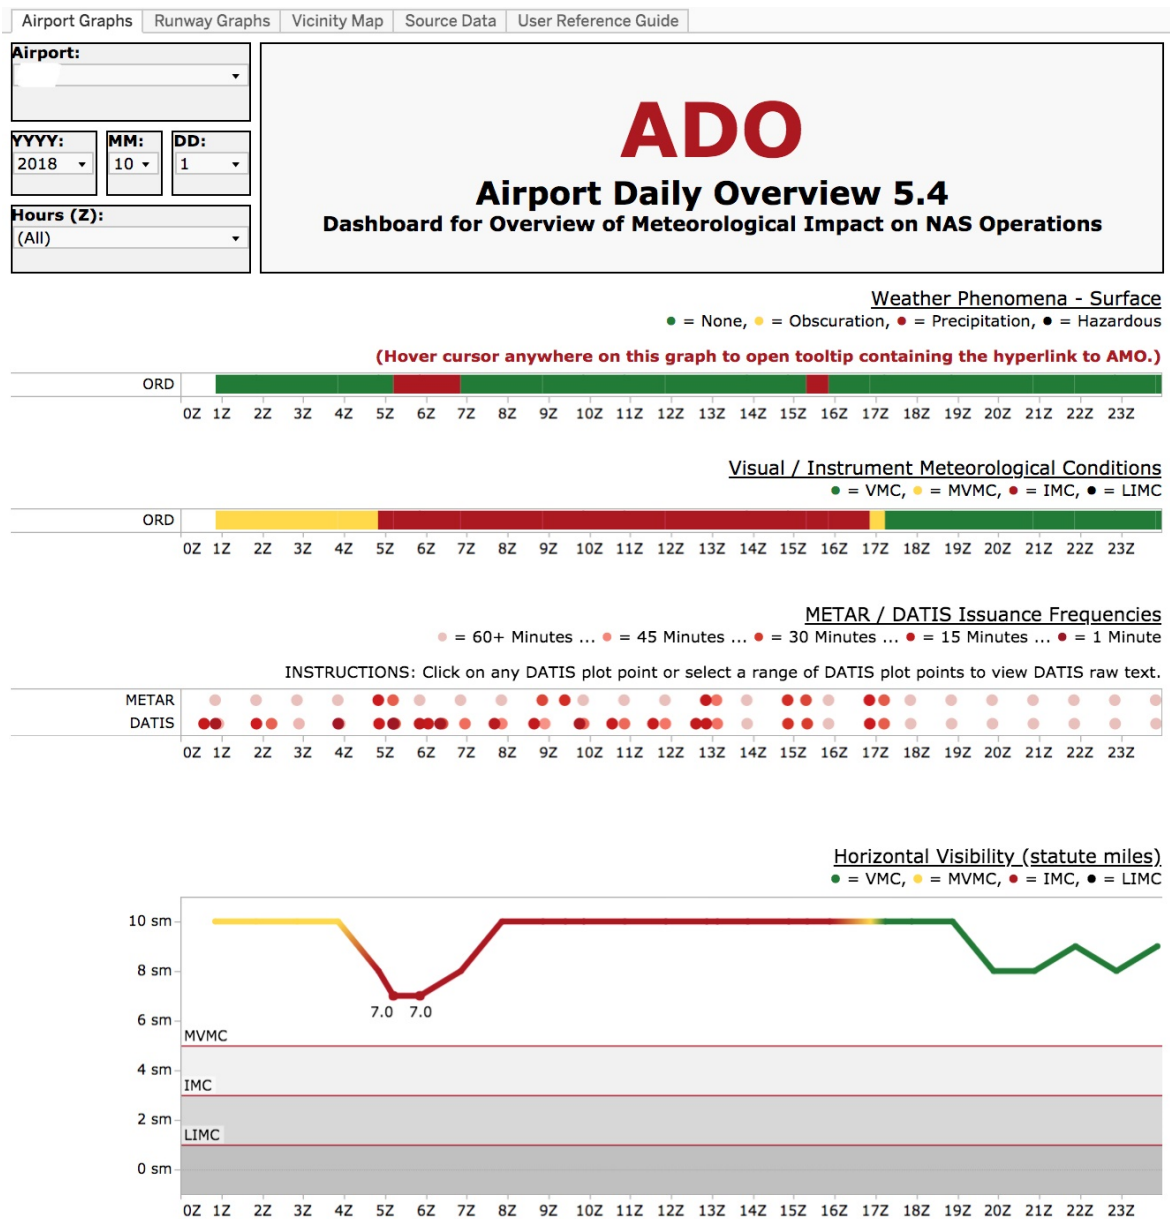 Airport Graphs Runway Graphs Vicinity Map Source Data User Reference Guide
Airport:
YYYY: MM: DD:
2018 10 1
Hours (Z):
(All)
ADO
Airport Daily Overview 5.4
Dashboard for Overview of Meteorological Impact on NAS Operations
Weather Phenomena - Surface
= None, = Obscuration, = Precipitation, = Hazardous
(Hover cursor anywhere on this graph to open tooltip containing the hyperlink to AMO.)
ORD
0Z 1Z 2Z 3Z 4Z 5Z 6Z 7Z 8Z 9Z 10Z 11Z 12Z 13Z 14Z 15Z 16Z 17Z 18Z 19Z 20Z 21Z 22Z 23Z
Visual / Instrument Meteorological Conditions
= VMC, = MVMC, = IMC, = LIMC
ORD
0Z 1Z 2Z 3Z 4Z 5Z 6Z 7Z 8Z 9Z 10Z 11Z 12Z 13Z 14Z 15Z 16Z 17Z 18Z 19Z 20Z 21Z 22Z 23Z
METAR / DATIS Issuance Frequencies
= 60+ Minutes ... = 45 Minutes ... = 30 Minutes ... = 15 Minutes ... = 1 Minute
INSTRUCTIONS: Click on any DATIS plot point or select a range of DATIS plot points to view DATIS raw text.
METAR
DATIS
0Z 1Z 2Z 3Z 4Z 5Z 6Z 7Z 8Z 9Z 10Z 11Z 12Z 13Z 14Z 15Z 16Z 17Z 18Z 19Z 20Z 21Z 22Z 23Z
Horizontal Visibility (statute miles)
= VMC, = MVMC, = IMC, = LIMC
10 sm
8 sm
7.0 7.0
6 sm
MVMC
4 sm
IMC
2 sm
LIMC
0 sm
0Z 1Z 2Z 3Z 4Z 5Z 6Z 7Z 8Z 9Z 10Z 11Z 12Z 13Z 14Z 15Z 16Z 17Z 18Z 19Z 20Z 21Z 22Z 23Z